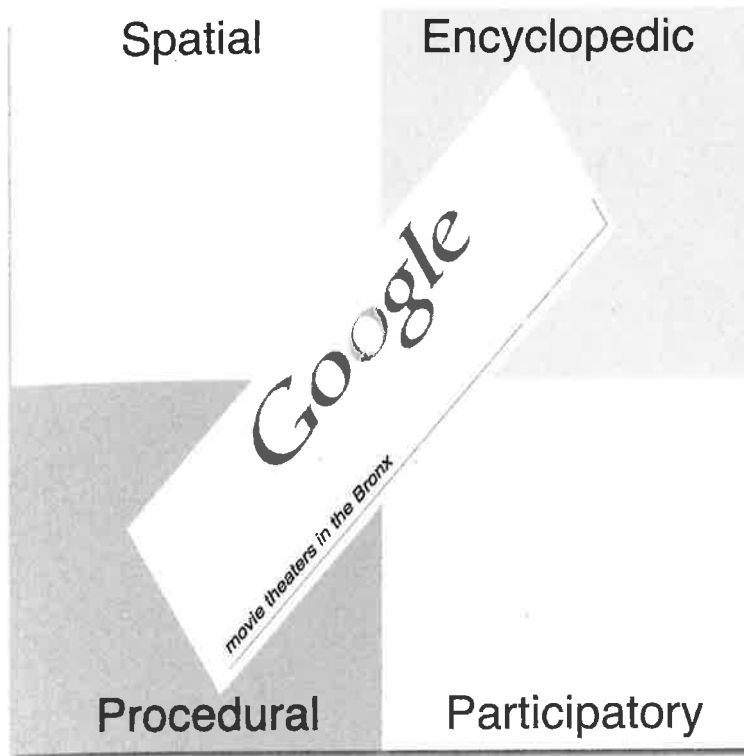 Spatial
Encyclopedic
Google
movie theaters in the Bronx
Procedural
Participatory